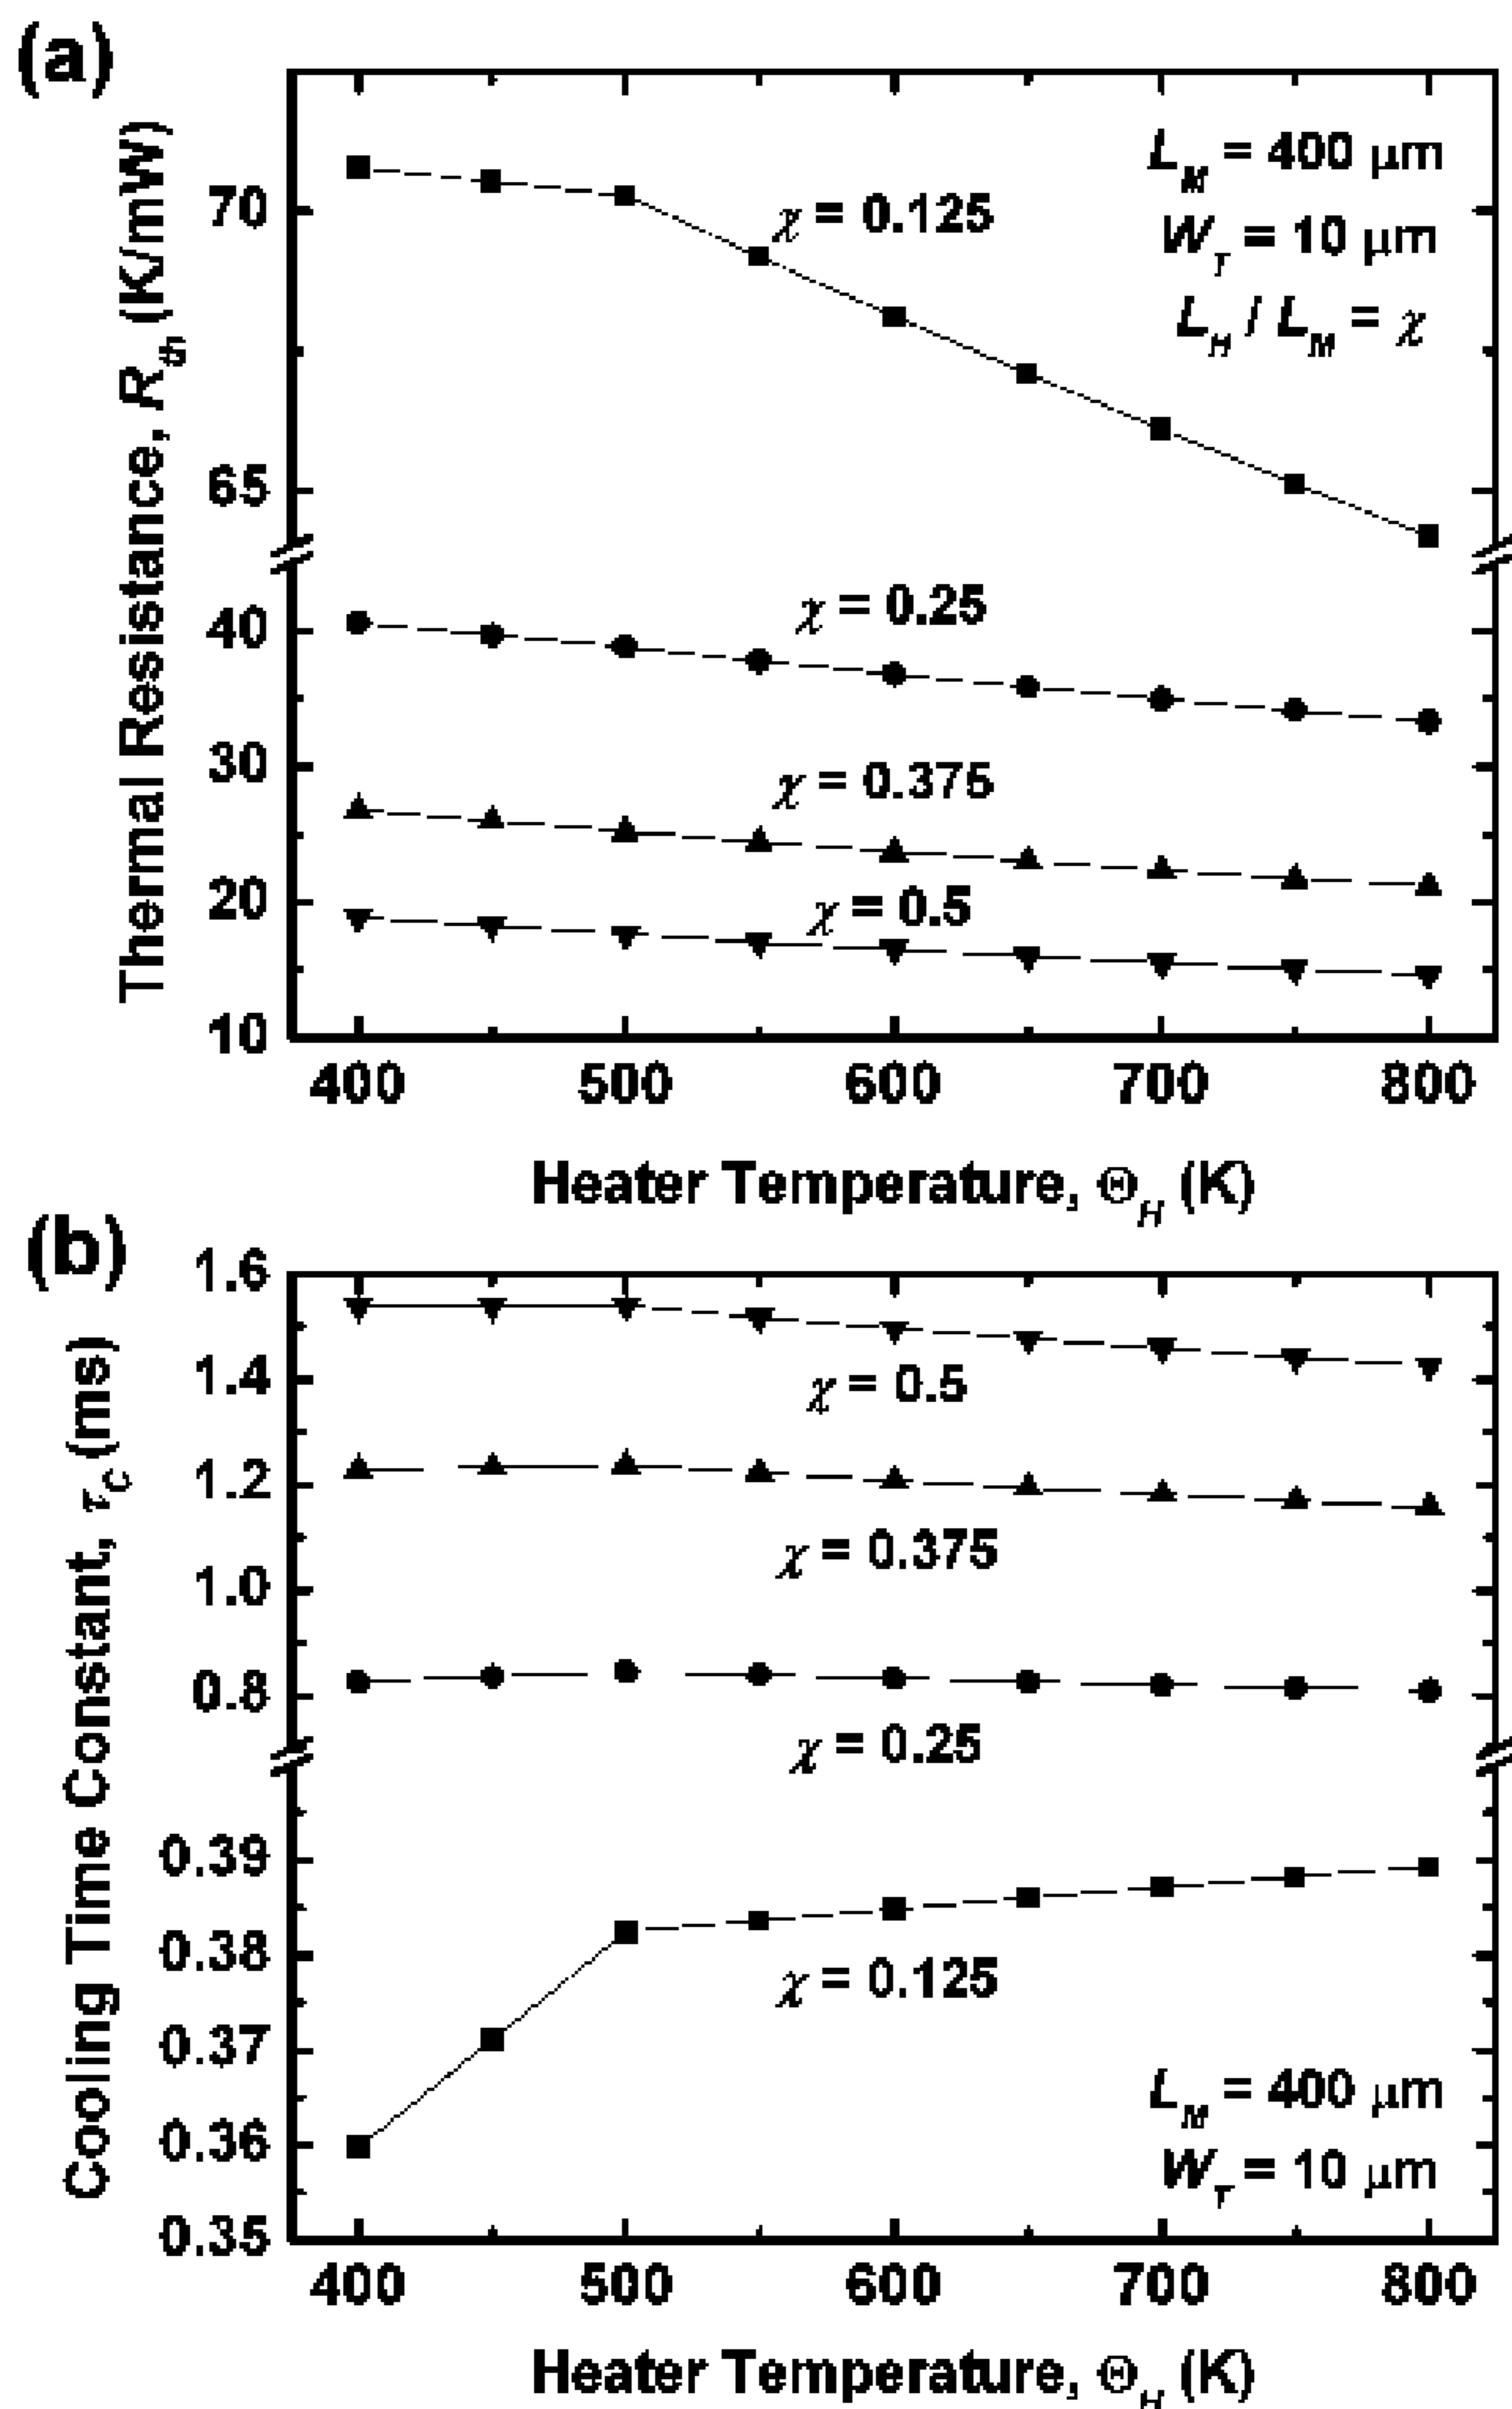 (a)
Thermal Resistance, R_th (K/mW)
70
65
40
30
20
10
L_M = 400 μm
W_T = 10 μm
L_H / L_M = χ
χ = 0.125
χ = 0.25
χ = 0.375
χ = 0.5
400 500 600 700 800
Heater Temperature, Θ_H (K)
(b)
Cooling Time Constant, τ_C (ms)
1.6
1.4
1.2
1.0
0.8
0.39
0.38
0.37
0.36
0.35
χ = 0.5
χ = 0.375
χ = 0.25
χ = 0.125
L_M = 400 μm
W_T = 10 μm
400 500 600 700 800
Heater Temperature, Θ_H (K)